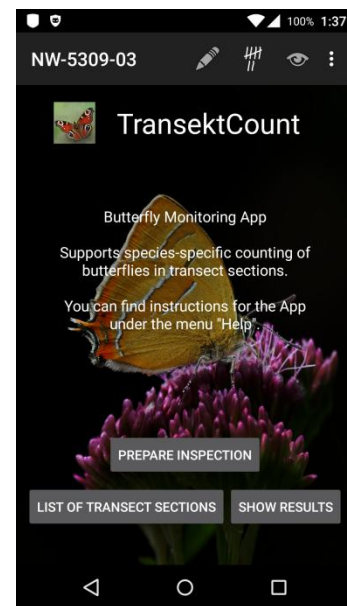 100% 1:37
NW-5309-03
TransektCount
Butterfly Monitoring App
Supports species-specific counting of
butterflies in transect sections.
You can find instructions for the App
under the menu "Help".
PREPARE INSPECTION
LIST OF TRANSECT SECTIONS SHOW RESULTS